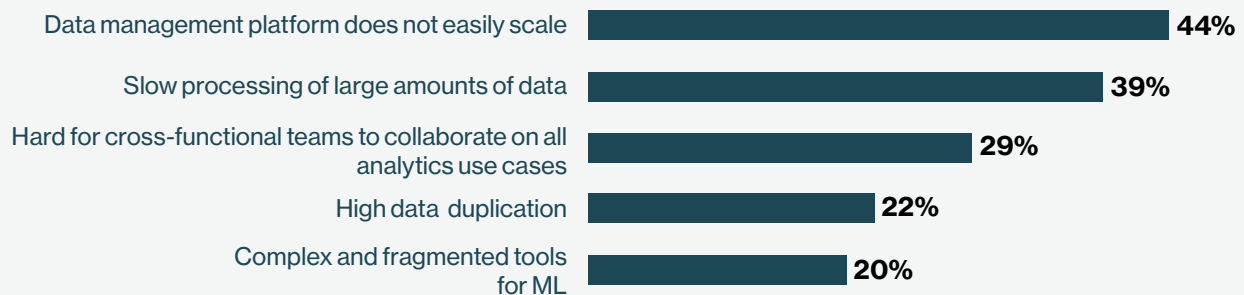 Data management platform does not easily scale 44%
Slow processing of large amounts of data 39%
Hard for cross-functional teams to collaborate on all
analytics use cases 29%
High data duplication 22%
Complex and fragmented tools
for ML 20%